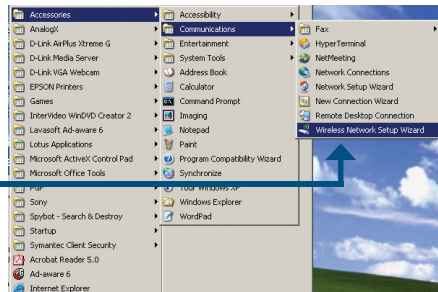 Accessories
AnalogX
D-Link AirPlus Xtreme G
D-Link Media Server
D-Link VGA Webcam
EPSON Printers
Games
InterVideo WinDVD Creator 2
Lavasoft Ad-aware 6
Lotus Applications
Microsoft ActiveX Control Pad
Microsoft Office Tools
PGP
Sony
Spybot - Search & Destroy
Startup
Symantec Client Security
Acrobat Reader 5.0
Ad-aware 6
Internet Explorer
Accessibility
Communications
Entertainment
System Tools
Address Book
Calculator
Command Prompt
Imaging
Notepad
Paint
Program Compatibility Wizard
Synchronize
Tour Windows XP
Windows Explorer
WordPad
Fax
HyperTerminal
NetMeeting
Network Connections
Network Setup Wizard
New Connection Wizard
Remote Desktop Connection
Wireless Network Setup Wizard